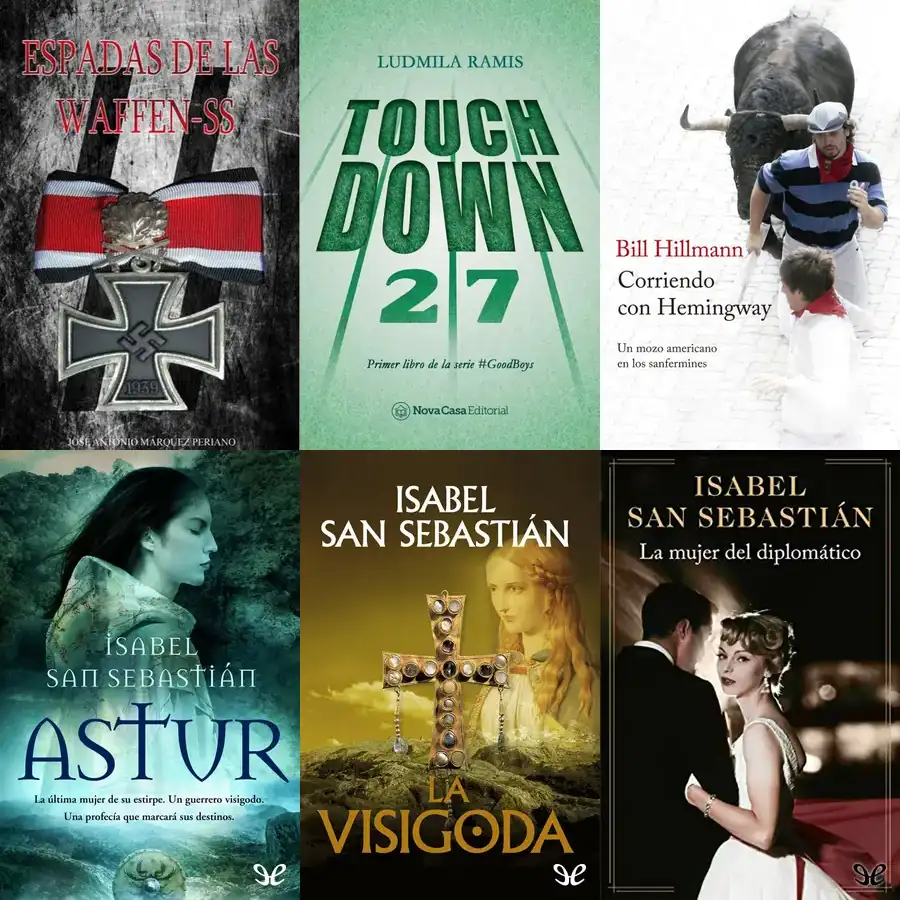 ESPADAS DE LAS
WAFFEN-SS
1939
JOSÉ ANTONIO MÁRQUEZ PERIANO
LUDMILA RAMIS
TOUCH
DOWN
27
Primer libro de la serie #GoodBoys
Nova Casa Editorial
Bill Hillmann
Corriendo
con Hemingway
Un mozo americano
en los sanfermines
ISABEL
SAN SEBASTIÁN
ASTUR
La última mujer de su estirpe. Un guerrero visigodo.
Una profecía que marcará sus destinos.
ISABEL
SAN SEBASTIÁN
LA
VISIGODA
ISABEL
SAN SEBASTIÁN
La mujer del diplomático